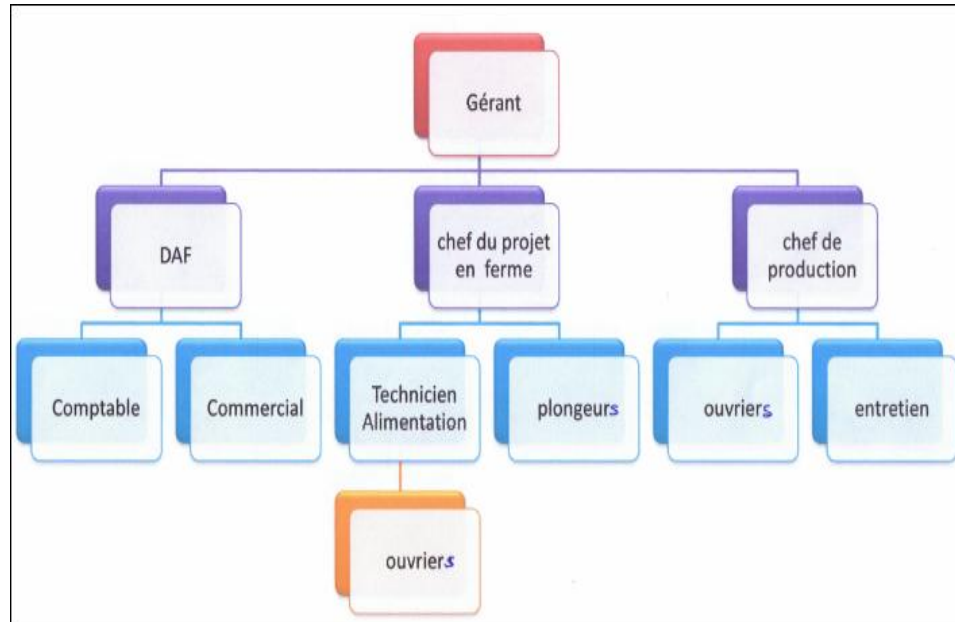 Gérant
DAF
chef du projet
en ferme
chef de
production
Comptable
Commercial
Technicien
Alimentation
plongeurs
ouvriers
entretien
ouvriers